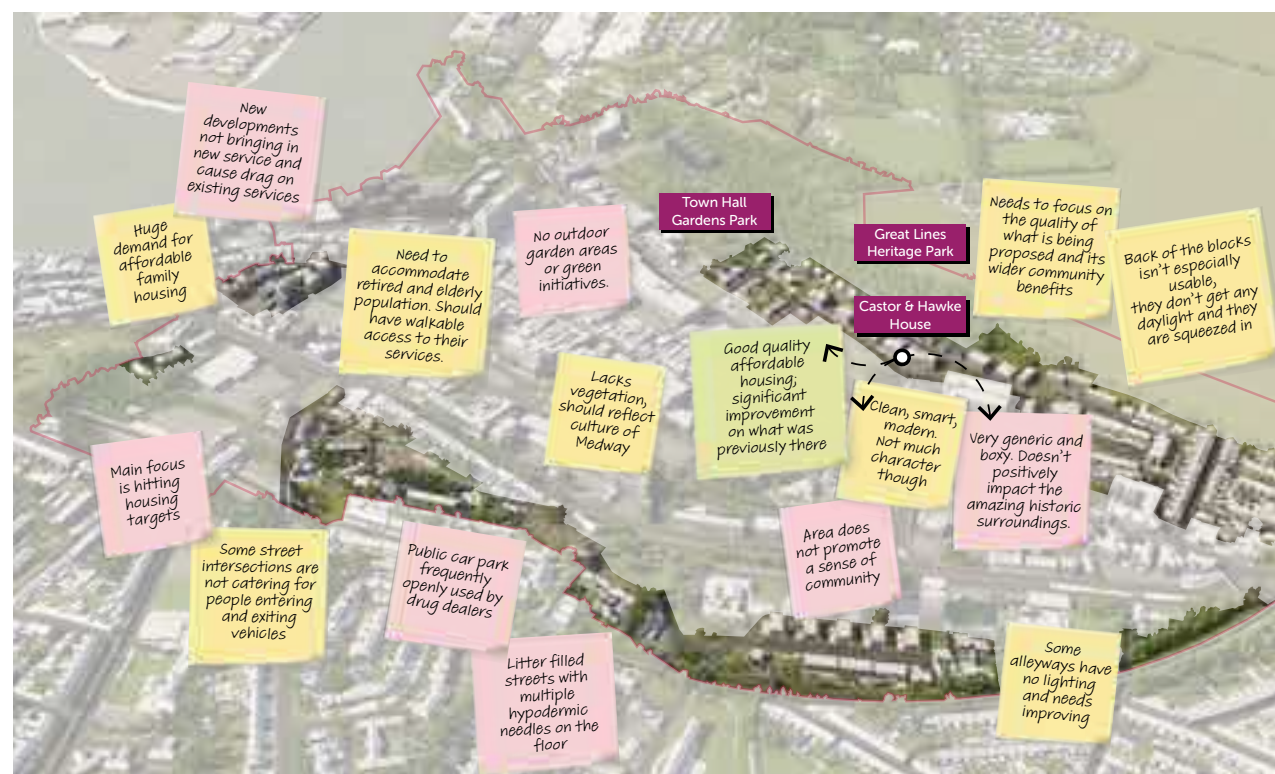 New
developments
not bringing in
new service and
cause drag on
existing services
Huge
demand for
affordable
family
housing
Need to
accommodate
retired and elderly
population. Should
have walkable
access to their
services.
No outdoor
garden areas
or green
initiatives.
Town Hall
Gardens Park
Great Lines
Heritage Park
Castor & Hawke
House
Needs to focus on
the quality of
what is being
proposed and its
wider community
benefits
Back of the blocks
isn't especially
usable,
they don't get any
daylight and they
are squeezed in
Good quality
affordable
housing;
significant
improvement
on what was
previously there
Lacks
vegetation,
should reflect
culture of
Medway
Clean, smart,
modern.
Not much
character
though
Very generic and
boxy. Doesn't
positively
impact the
amazing historic
surroundings.
Main focus
is hitting
housing
targets
Some street
intersections are
not catering for
people entering
and exiting
vehicles
Public car park
frequently
openly used by
drug dealers
Area does
not promote
a sense of
community
Litter filled
streets with
multiple
hypodermic
needles on the
floor
Some
alleyways have
no lighting
and needs
improving